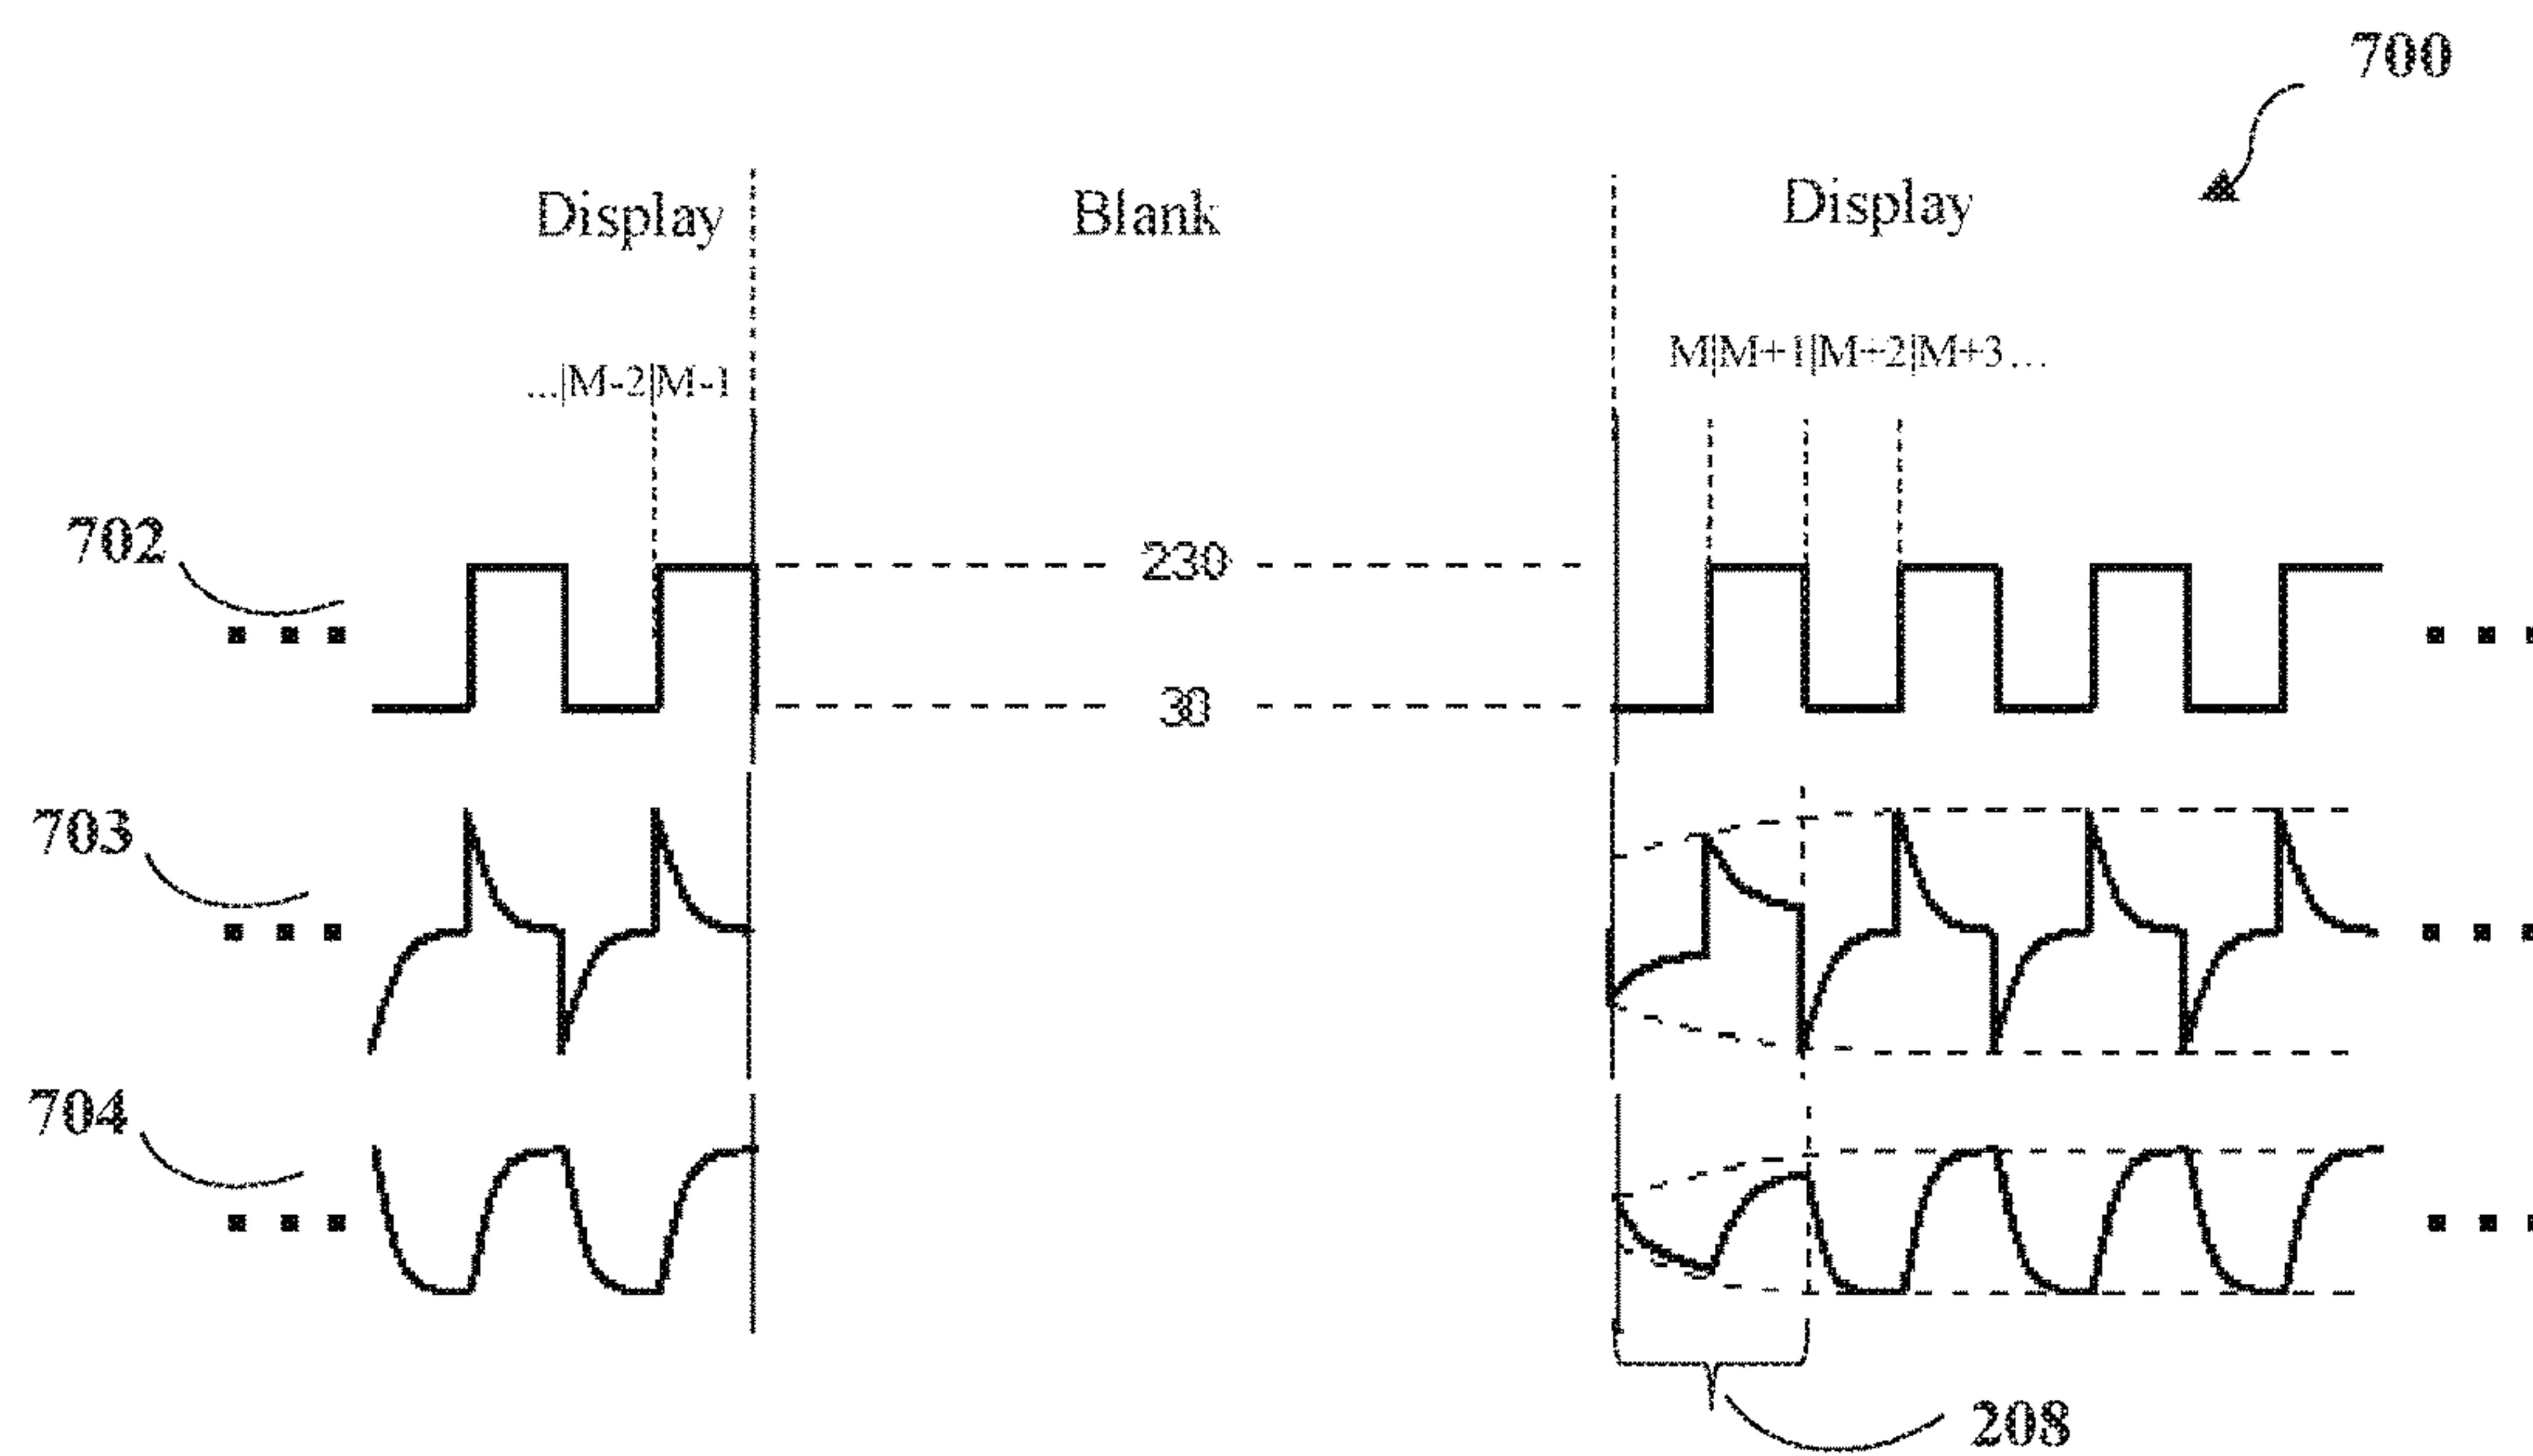 700
Display Blank Display
...|M-2|M-1
M|M+1|M+2|M+3...
702
230
30
703
704
208